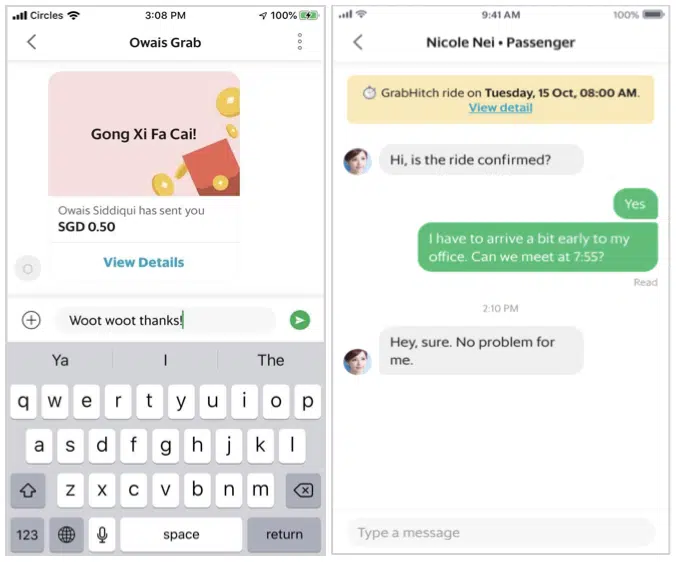 Circles 3:08 PM 100%
Owais Grab
Gong Xi Fa Cai!
Owais Siddiqui has sent you
SGD 0.50
View Details
Woot woot thanks!
Ya I The
q w e r t y u i o p
a s d f g h j k l
z x c v b n m
123 space return
9:41 AM 100%
Nicole Nei • Passenger
GrabHitch ride on Tuesday, 15 Oct, 08:00 AM.
View detail
Hi, is the ride confirmed?
Yes
I have to arrive a bit early to my
office. Can we meet at 7:55?
Read
2:10 PM
Hey, sure. No problem for
me.
Type a message